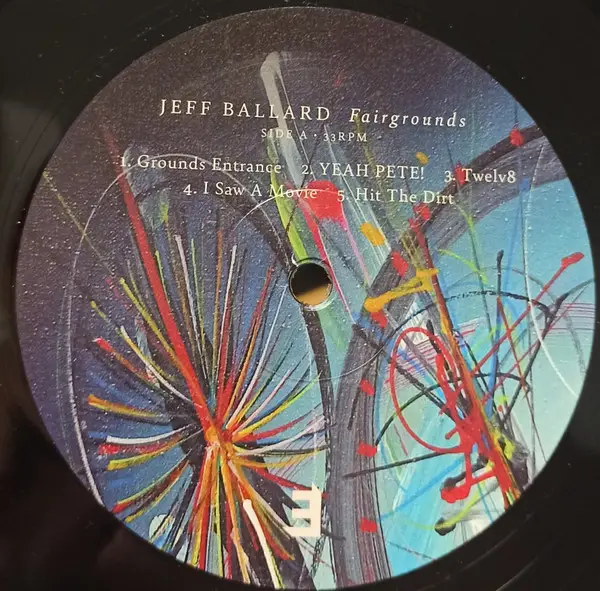 JEFF BALLARD Fairgrounds
SIDE A · 33RPM
1. Grounds Entrance 2. YEAH PETE! 3. Twelv8
4. I Saw A Movie 5. Hit The Dirt
E